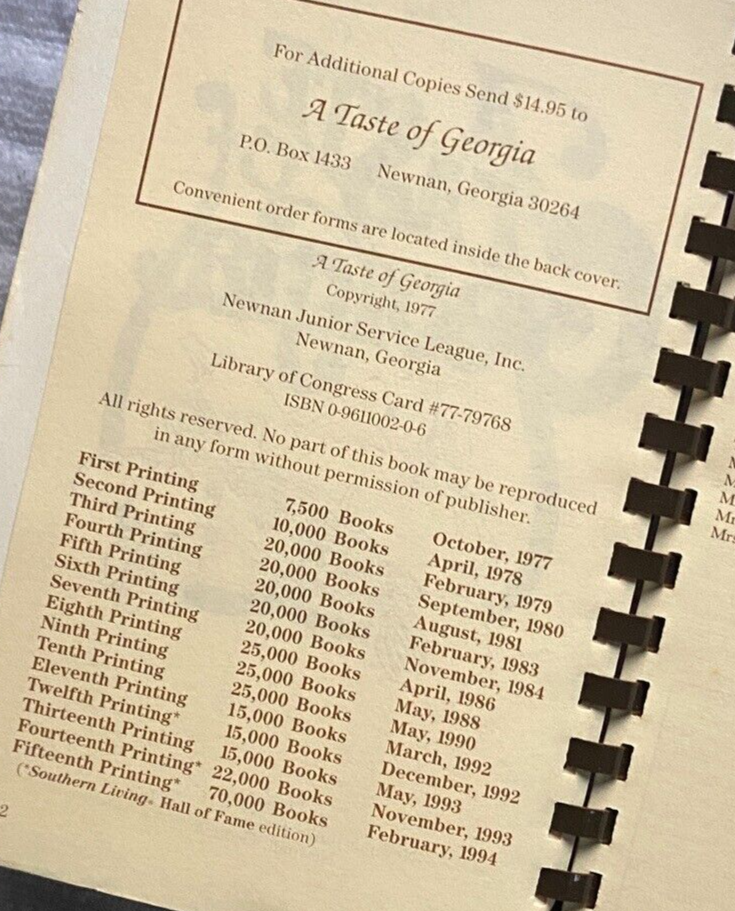 For Additional Copies Send $14.95 to
A Taste of Georgia
P.O. Box 1433 Newnan, Georgia 30264
Convenient order forms are located inside the back cover.
A Taste of Georgia
Copyright, 1977
Newnan Junior Service League, Inc.
Newnan, Georgia
Library of Congress Card #77-79768
ISBN 0-9611002-0-6
All rights reserved. No part of this book may be reproduced
in any form without permission of publisher.
First Printing 7,500 Books October, 1977
Second Printing 10,000 Books April, 1978
Third Printing 20,000 Books February, 1979
Fourth Printing 20,000 Books September, 1980
Fifth Printing 20,000 Books August, 1981
Sixth Printing 20,000 Books February, 1983
Seventh Printing 20,000 Books November, 1984
Eighth Printing 25,000 Books April, 1986
Ninth Printing 25,000 Books May, 1988
Tenth Printing 25,000 Books May, 1990
Eleventh Printing 15,000 Books March, 1992
Twelfth Printing* 15,000 Books December, 1992
Thirteenth Printing 15,000 Books May, 1993
Fourteenth Printing* 22,000 Books November, 1993
Fifteenth Printing* 70,000 Books February, 1994
(*Southern Living® Hall of Fame edition)
2